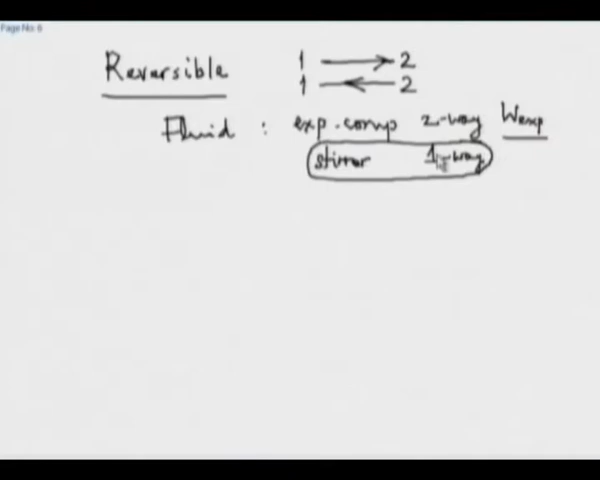 Page No: 6
Reversible 1 → 2
1 ← 2
Fluid : exp. comp 2-way Wexp
stirrer 1-way